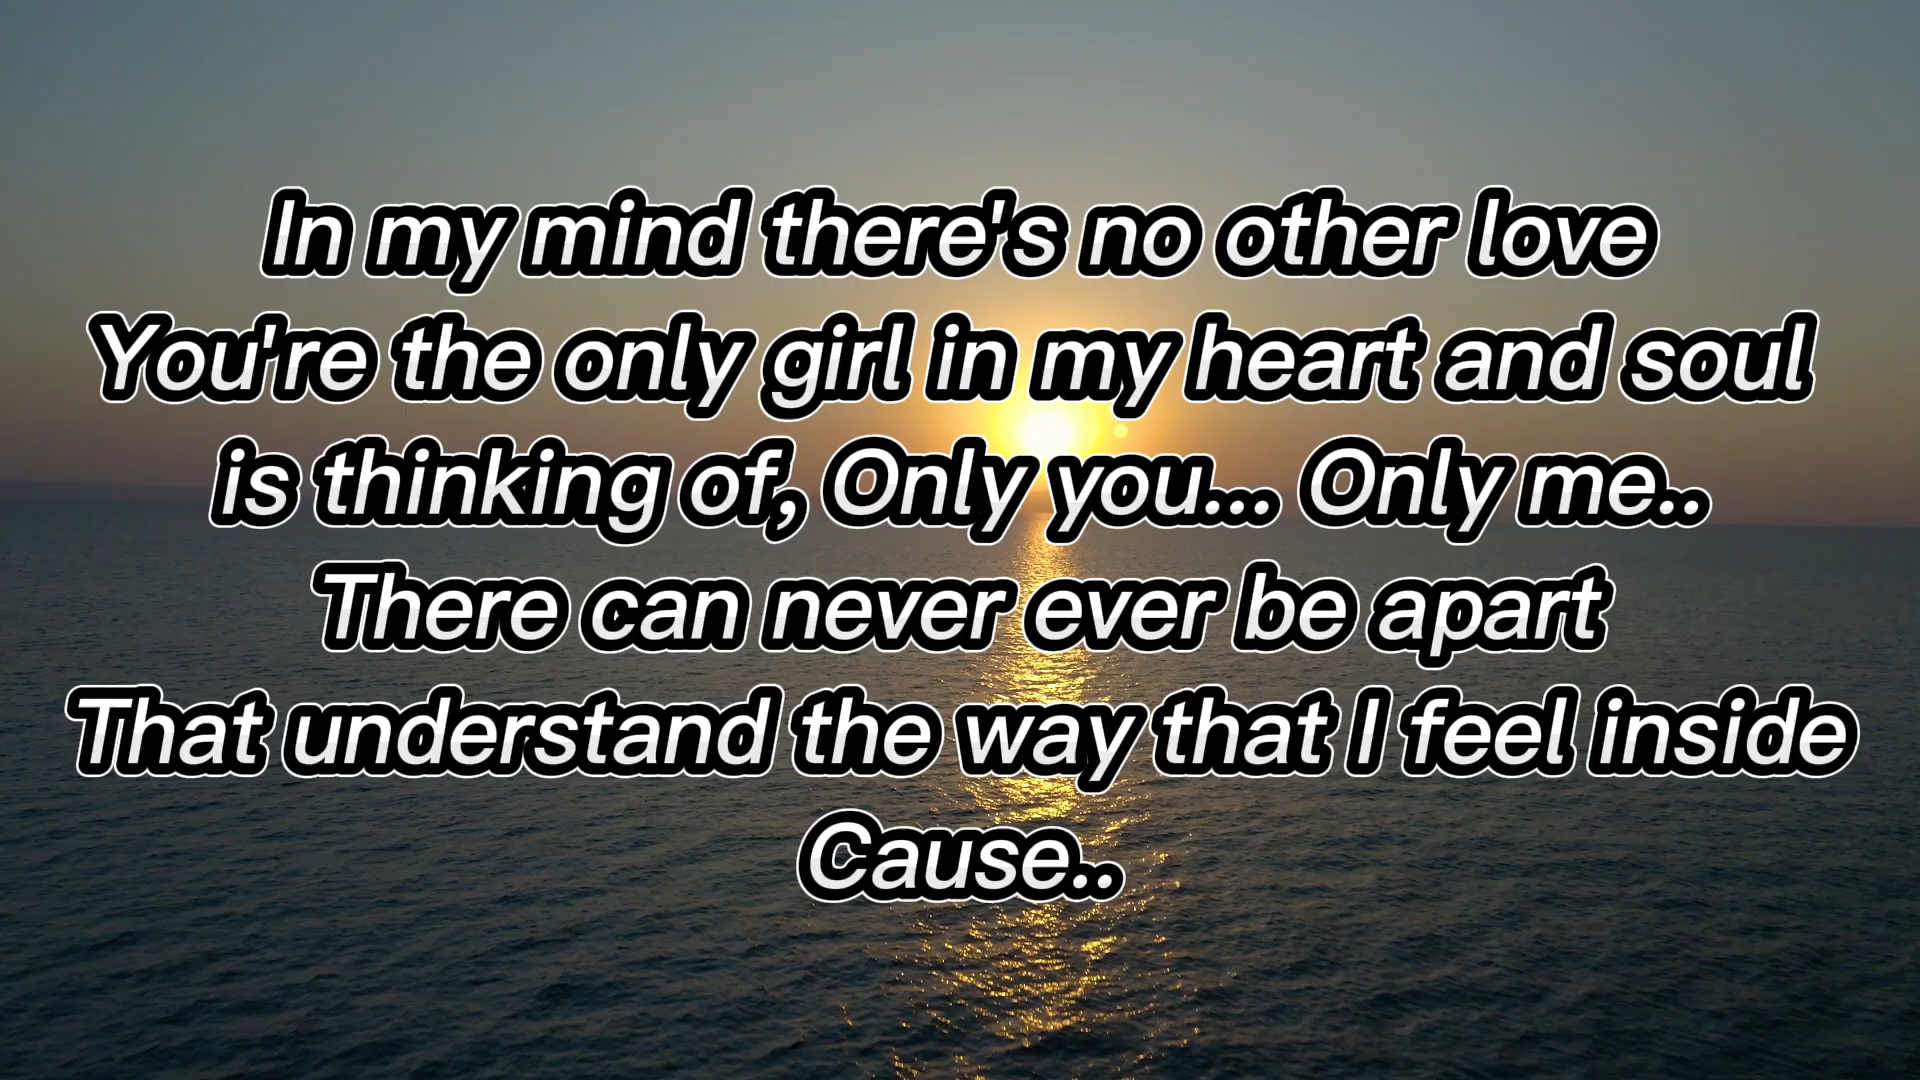 In my mind there's no other love
You're the only girl in my heart and soul
is thinking of, Only you... Only me..
There can never ever be apart
That understand the way that I feel inside
Cause..